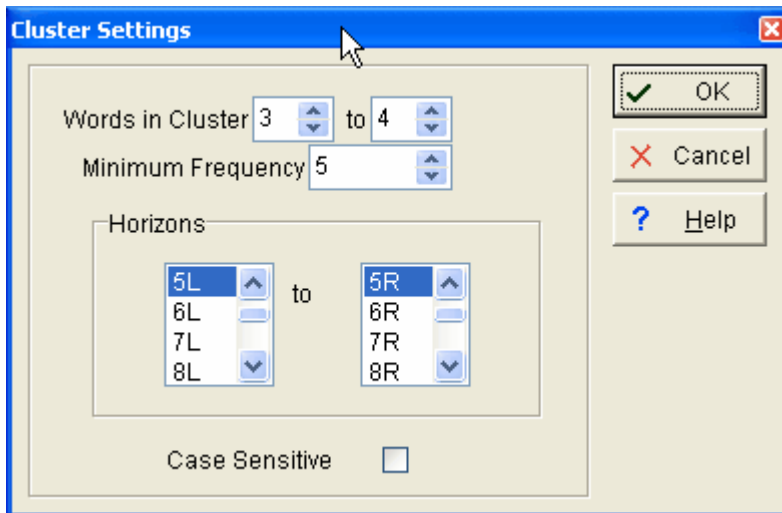 Cluster Settings
Words in Cluster 3 to 4
Minimum Frequency 5
Horizons
5L to 5R
6L 6R
7L 7R
8L 8R
Case Sensitive
OK
Cancel
? Help